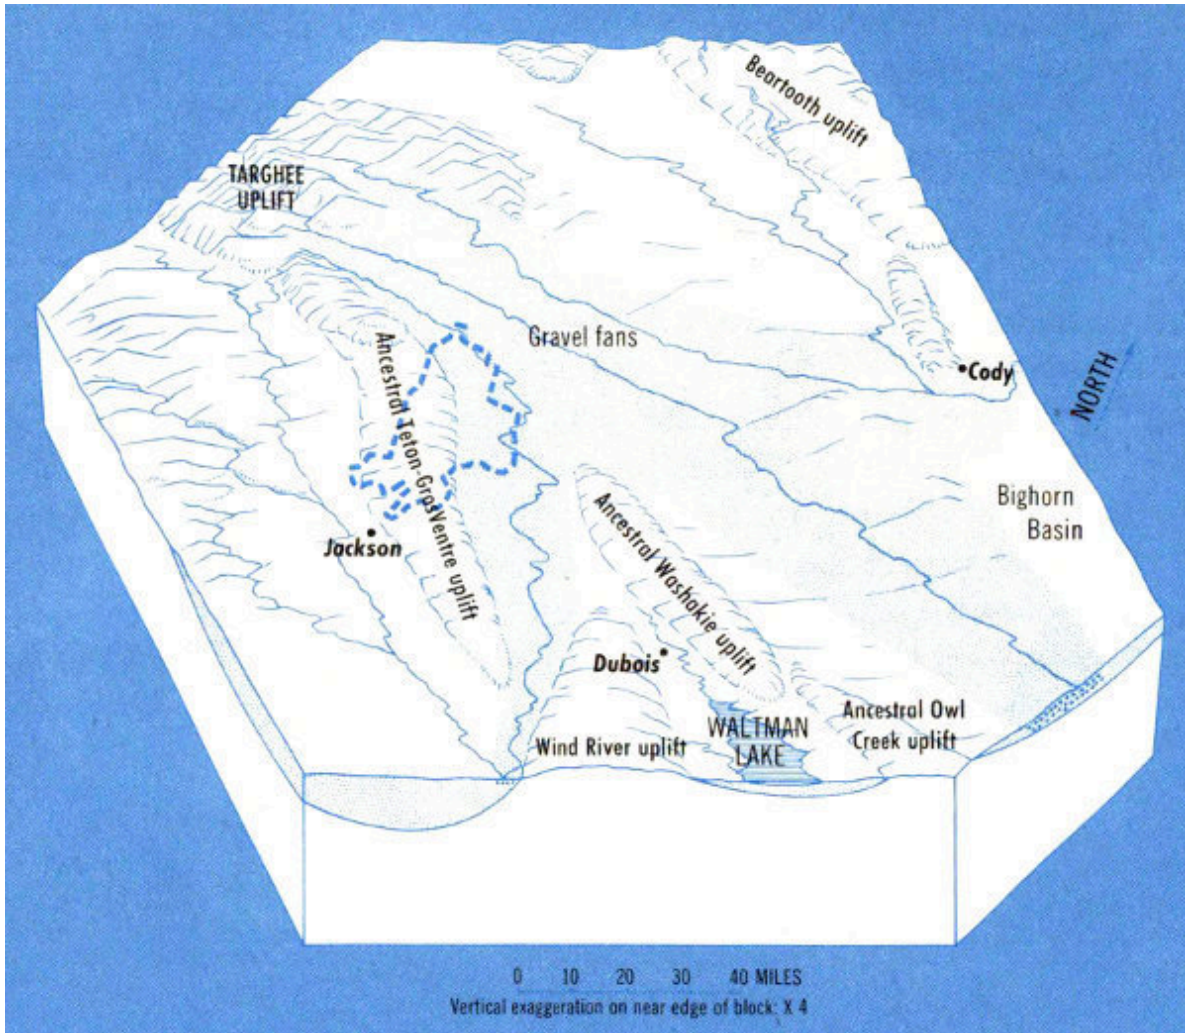 Beartooth uplift
TARGHEE
UPLIFT
Gravel fans
Cody
NORTH
Ancestral Teton-GrosVentre uplift
Bighorn
Basin
Ancestral Washakie uplift
Jackson
Dubois
Ancestral Owl
Creek uplift
WALTMAN
LAKE
Wind River uplift
0 10 20 30 40 MILES
Vertical exaggeration on near edge of block: X 4